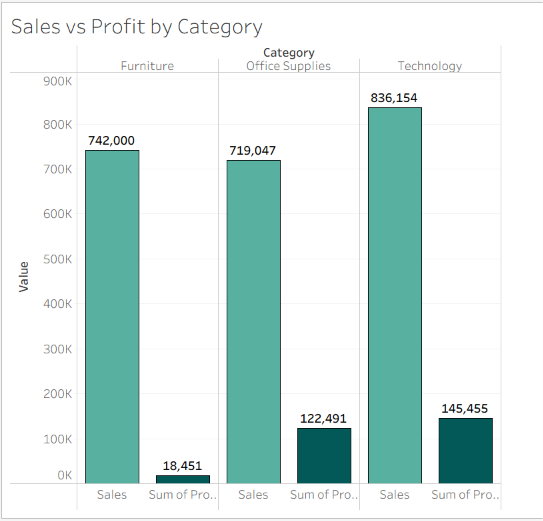 Sales vs Profit by Category
Category
Furniture Office Supplies Technology
900K
836,154
800K
742,000
719,047
700K
600K
500K
Value
400K
300K
200K
145,455
122,491
100K
18,451
0K
Sales Sum of Pro.. Sales Sum of Pro.. Sales Sum of Pro..